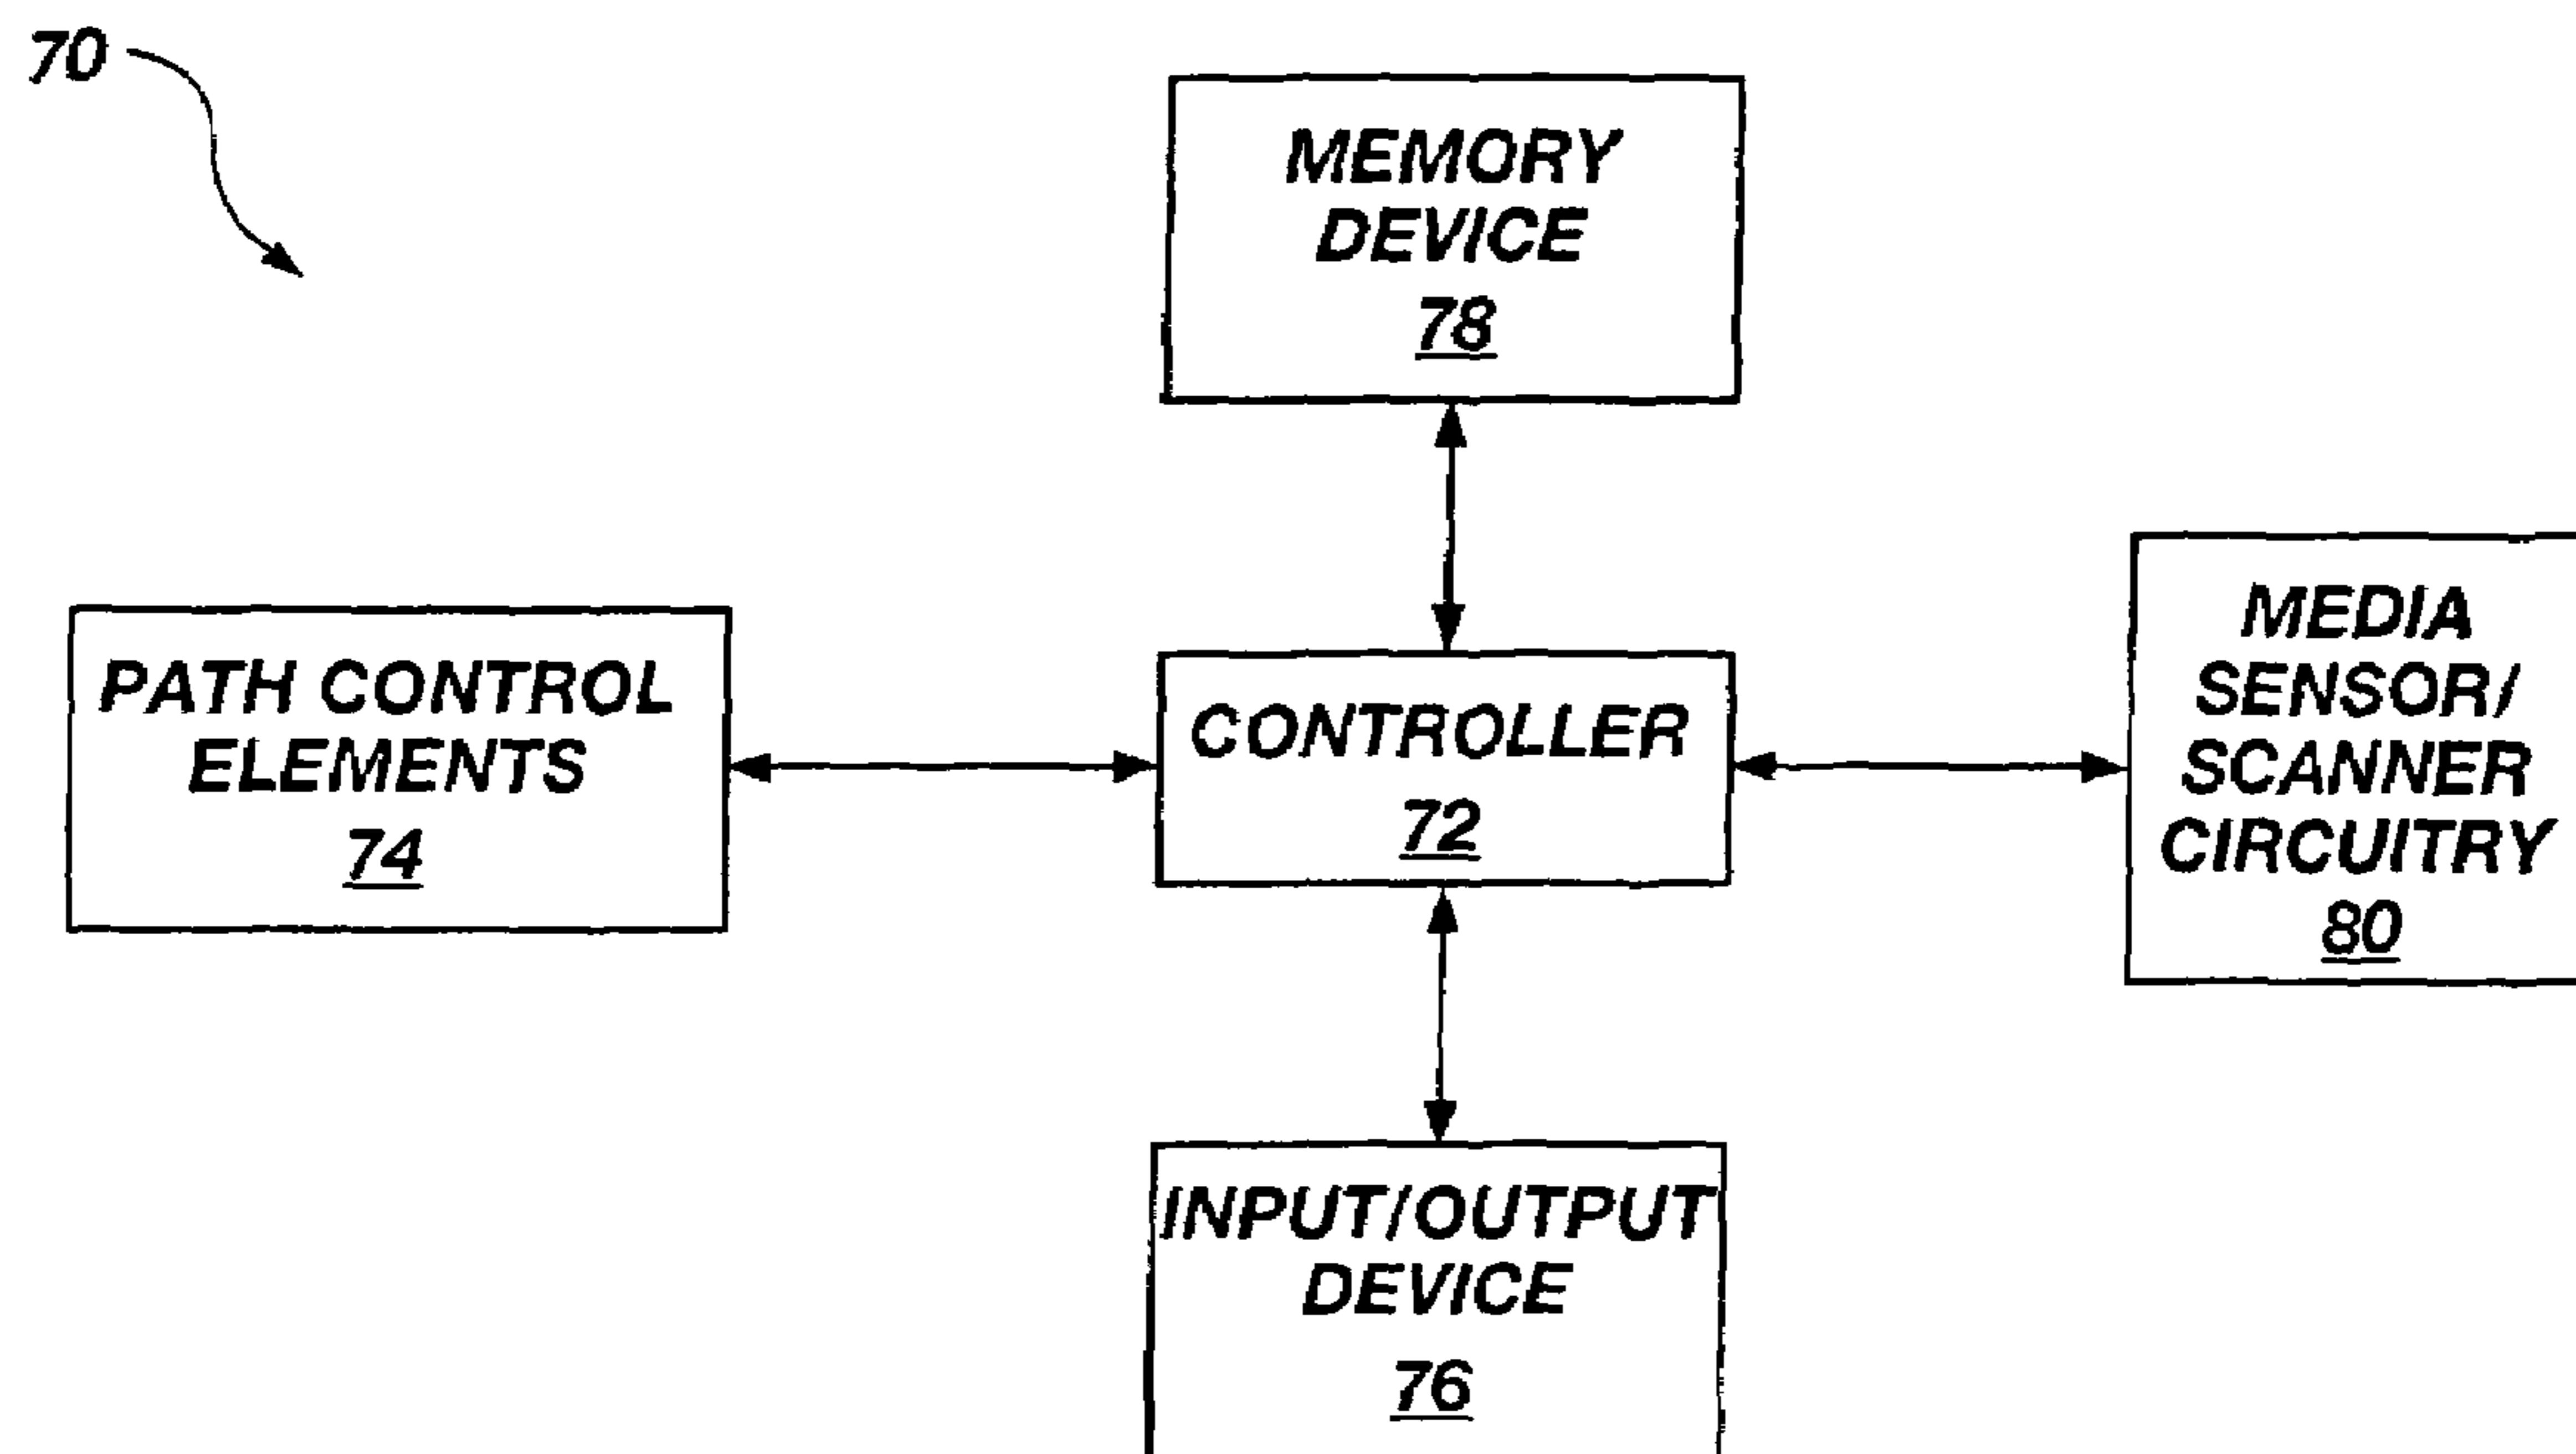 70
MEMORY
DEVICE
78
PATH CONTROL
ELEMENTS
74
CONTROLLER
72
MEDIA
SENSOR/
SCANNER
CIRCUITRY
80
INPUT/OUTPUT
DEVICE
76